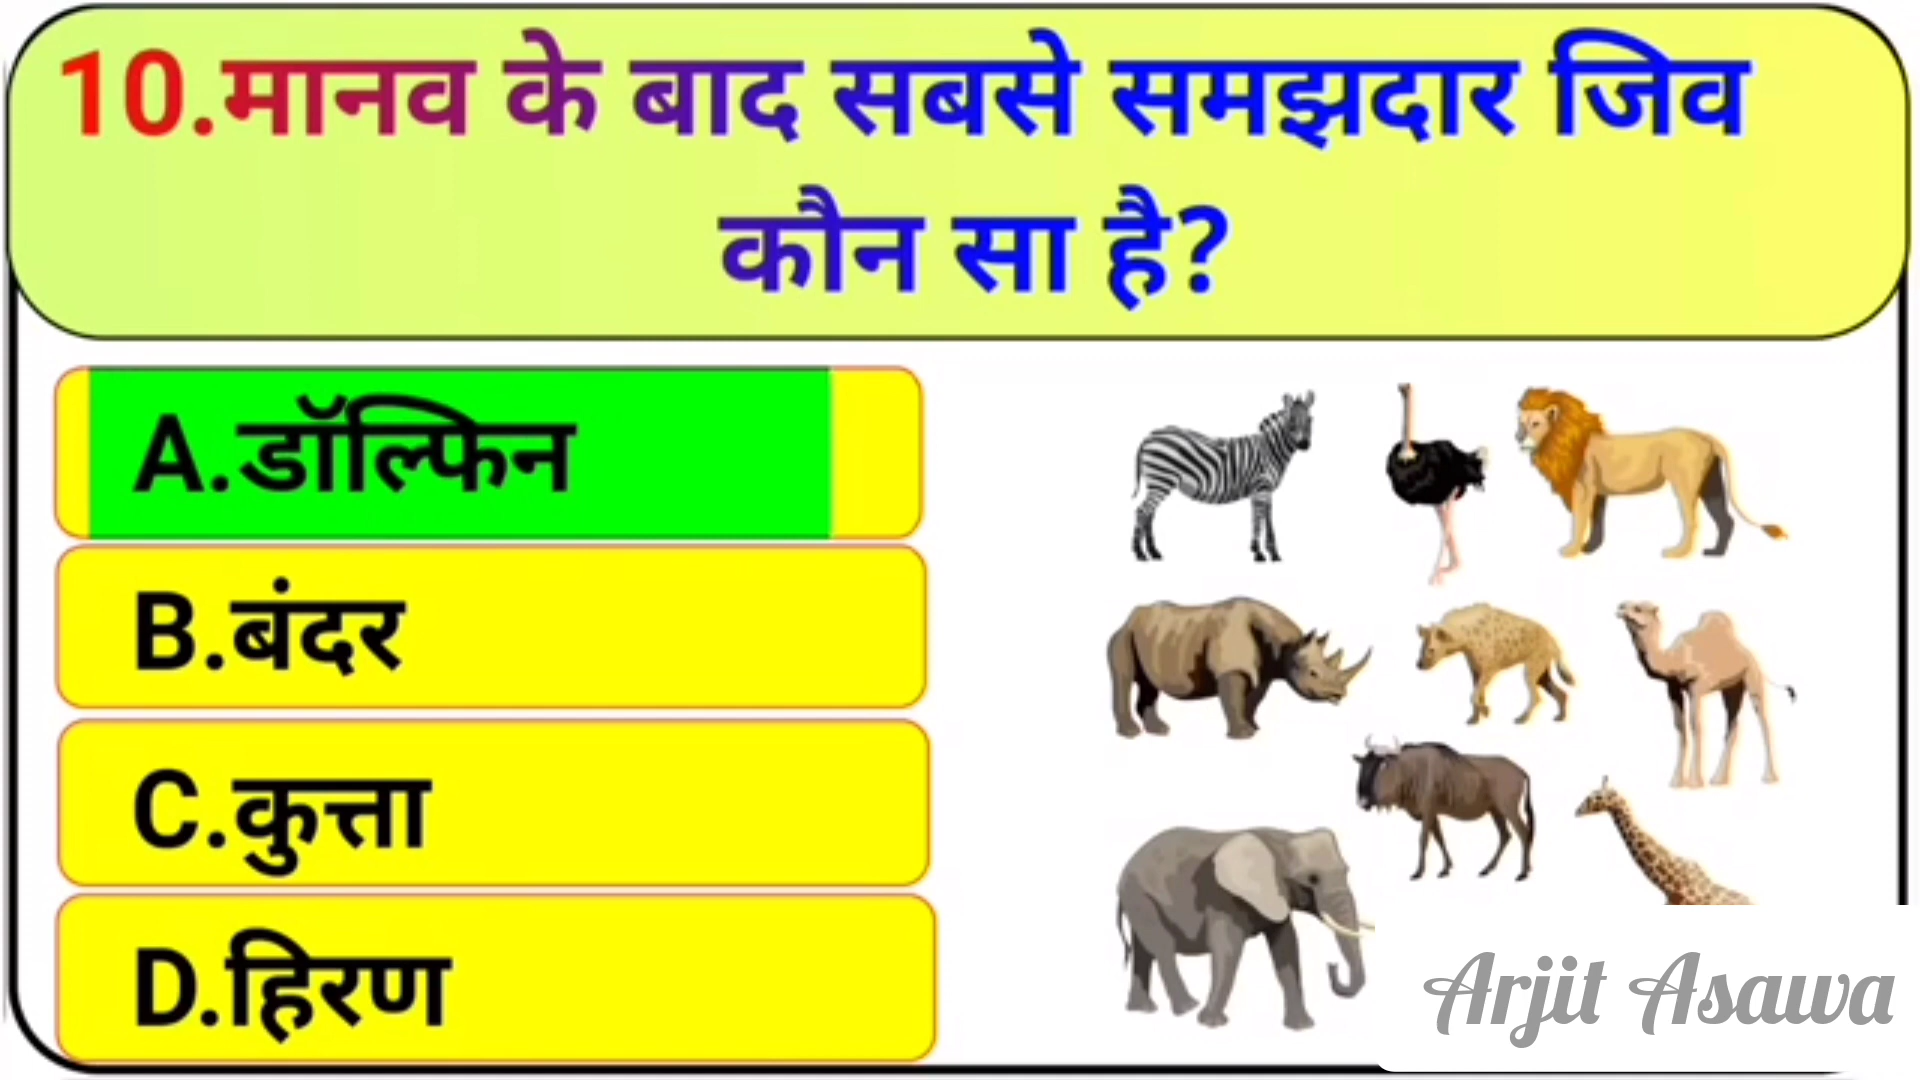 10.मानव के बाद सबसे समझदार जिव
कौन सा है?
A.डॉल्फिन
B.बंदर
C.कुत्ता
D.हिरण
Arjit Asawa